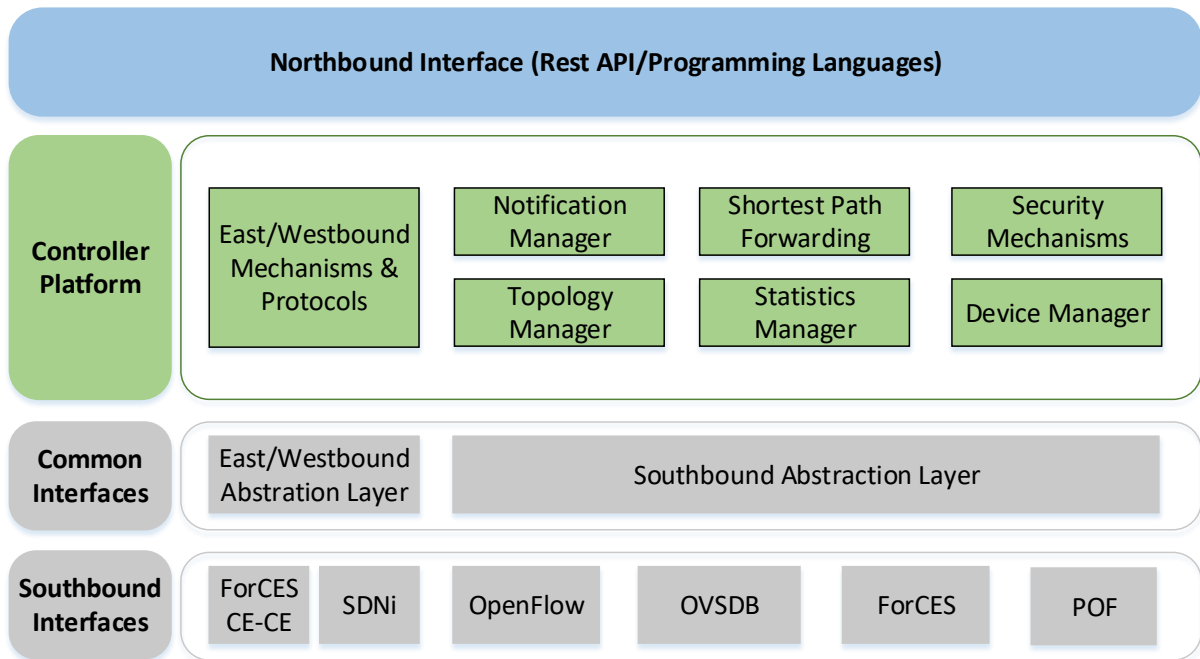 Northbound Interface (Rest API/Programming Languages)
Controller
Platform
East/Westbound
Mechanisms &
Protocols
Notification
Manager
Shortest Path
Forwarding
Security
Mechanisms
Topology
Manager
Statistics
Manager
Device Manager
Common
Interfaces
East/Westbound
Abstration Layer
Southbound Abstraction Layer
Southbound
Interfaces
ForCES
CE-CE
SDNi
OpenFlow
OVSDB
ForCES
POF